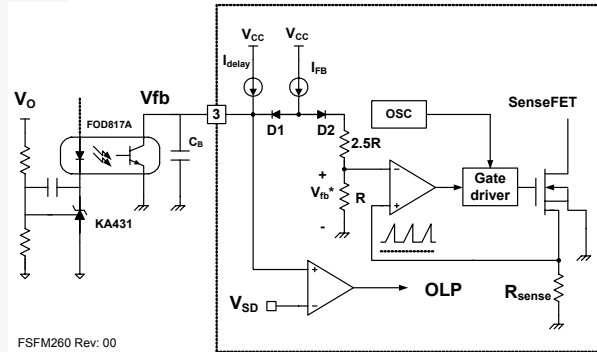 VCC VCC
Idelay IFB
VO Vfb 3 D1 D2 OSC SenseFET
FOD817A
CB
2.5R
+
Vfb* R
-
−
+
Gate
driver
KA431
+
−
VSD OLP Rsense
FSFM260 Rev: 00